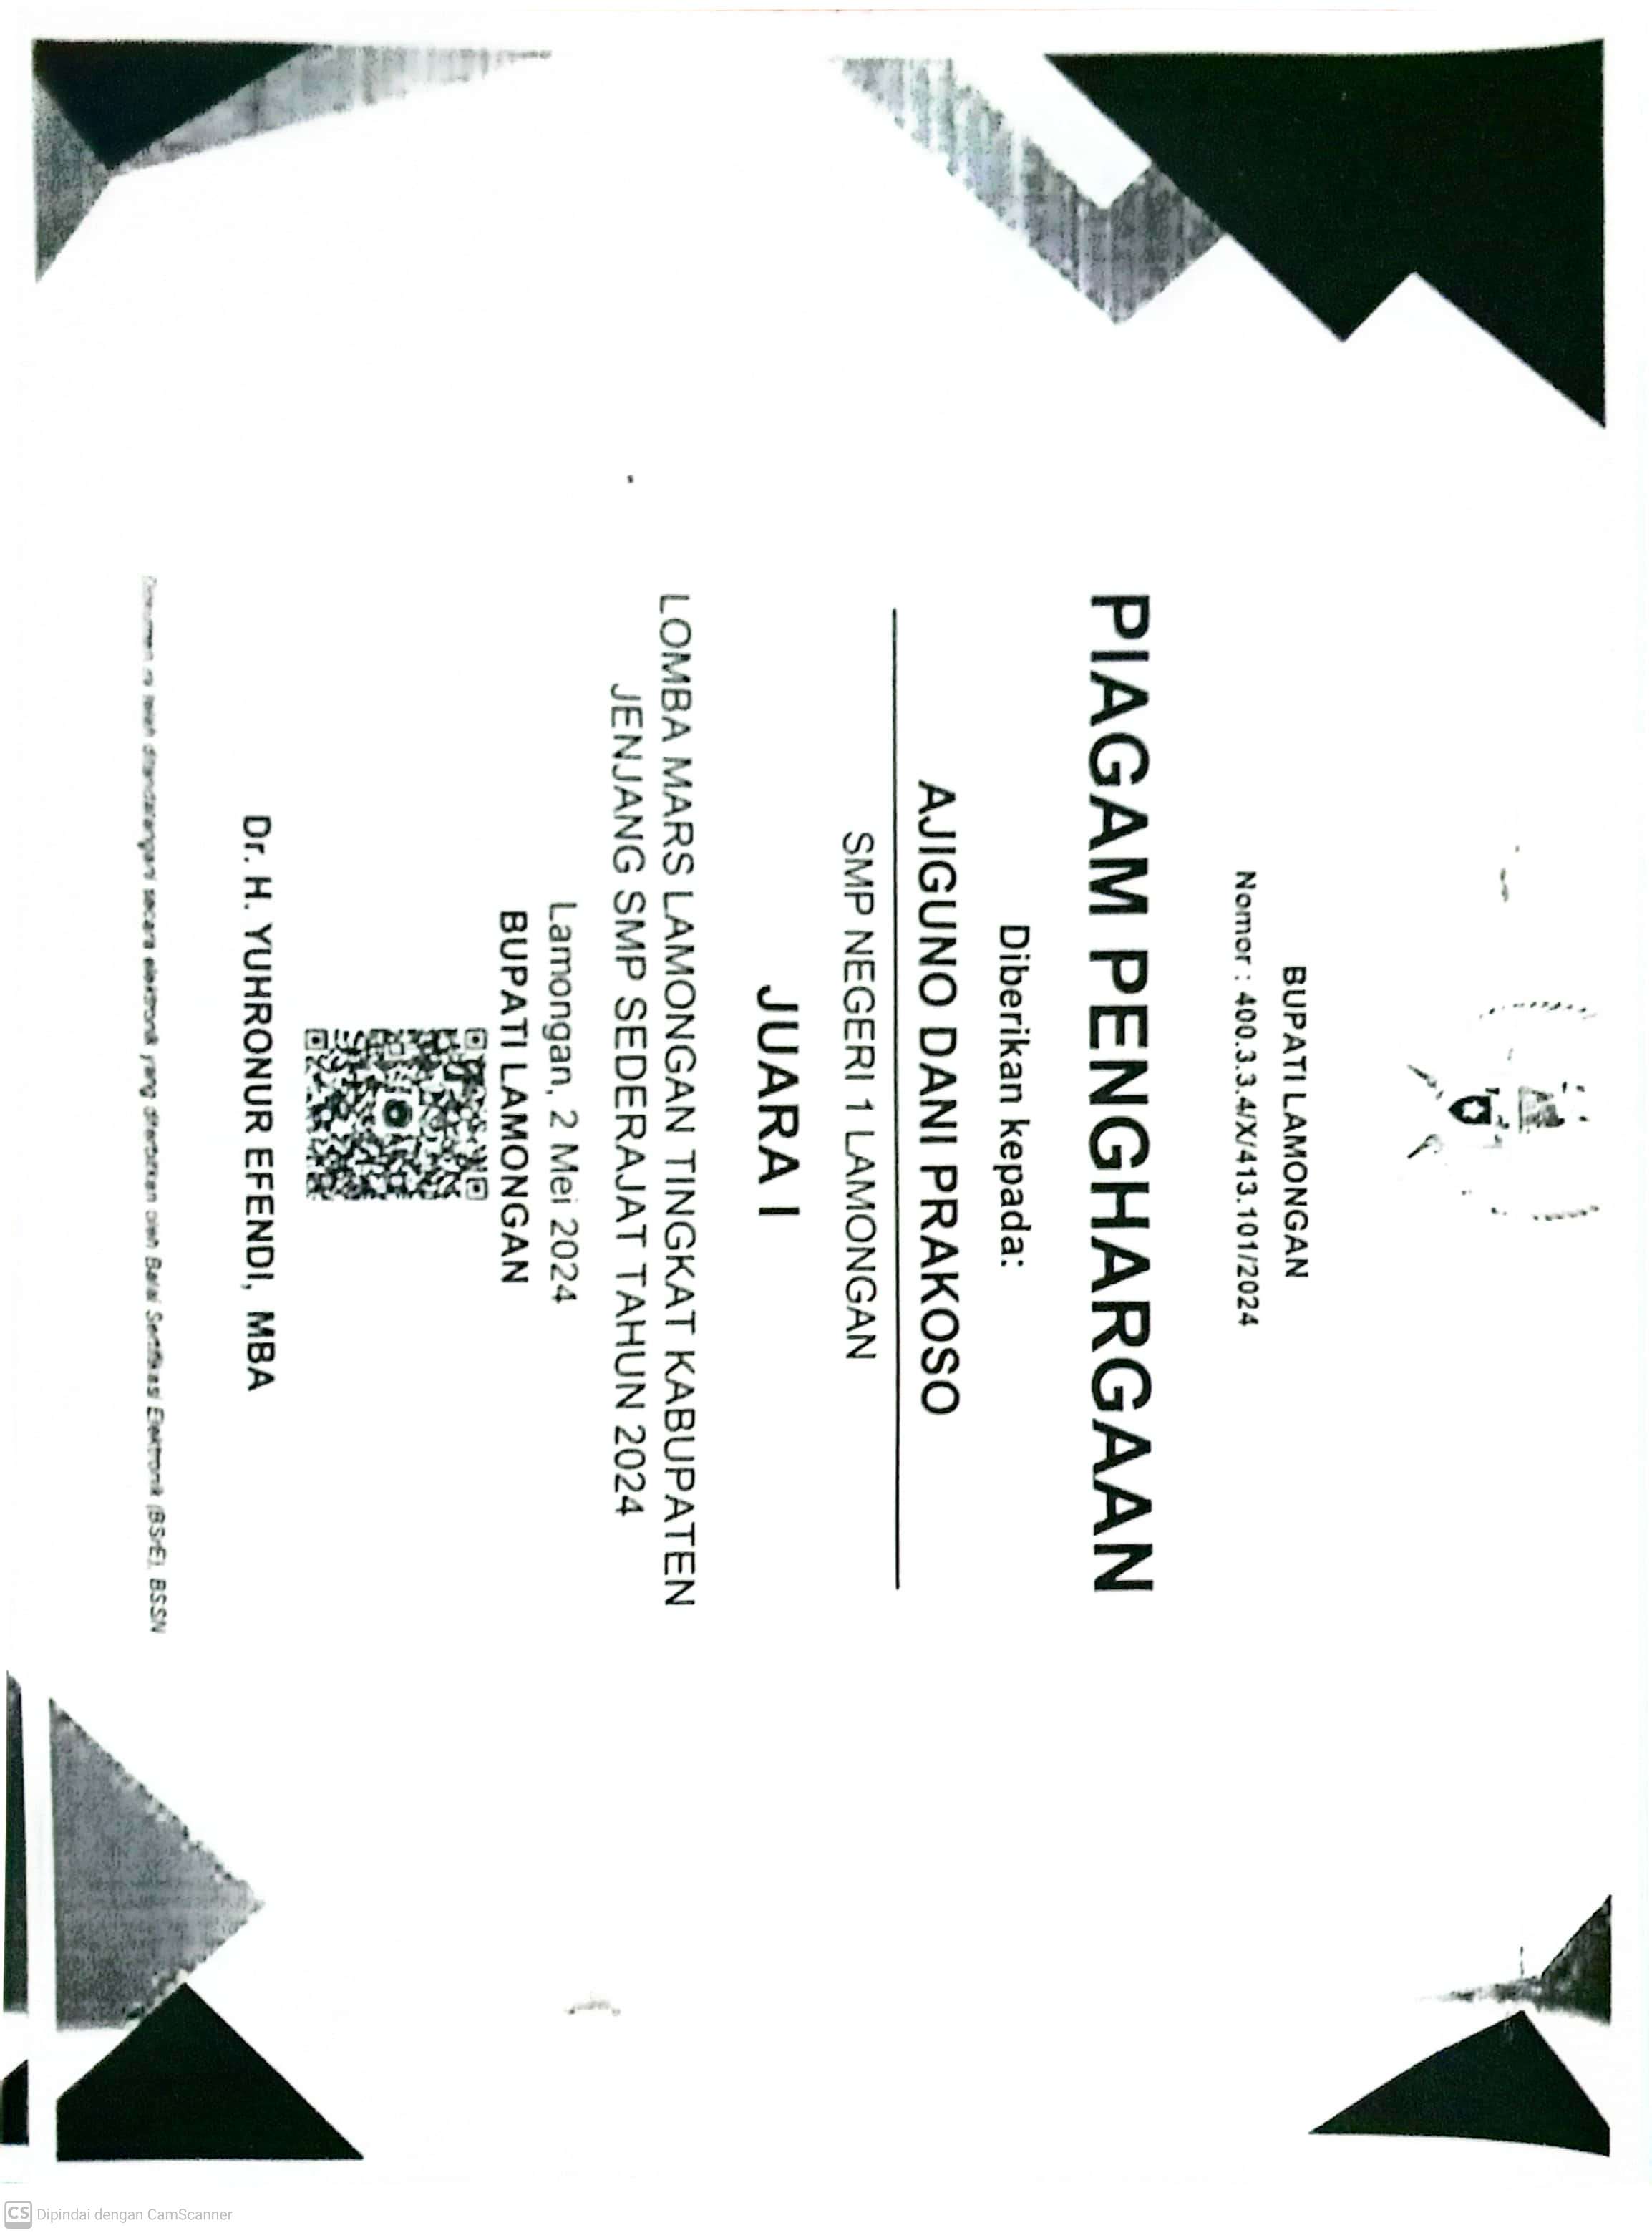 BUPATI LAMONGAN
Nomor : 400.3.3.4/X/413.101/2024
PIAGAM PENGHARGAAN
Diberikan kepada:
AJIGUNO DANI PRAKOSO
SMP NEGERI 1 LAMONGAN
JUARA I
LOMBA MARS LAMONGAN TINGKAT KABUPATEN
JENJANG SMP SEDERAJAT TAHUN 2024
Lamongan, 2 Mei 2024
BUPATI LAMONGAN
Dr. H. YUHRONUR EFENDI, MBA
Dokumen ini telah ditandatangani secara elektronik yang diterbitkan oleh Balai Sertifikasi Elektronik (BSrE), BSSN
CS Dipindai dengan CamScanner